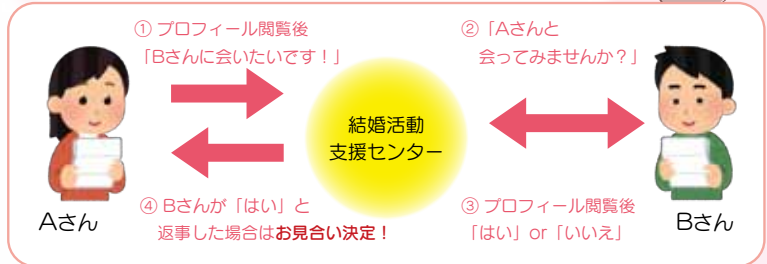 ① プロフィール閲覧後
「Bさんに会いたいです！」
②「Aさんと
会ってみませんか？」
結婚活動
支援センター
④ Bさんが「はい」と
返事した場合はお見合い決定！
③ プロフィール閲覧後
「はい」or「いいえ」
Aさん
Bさん